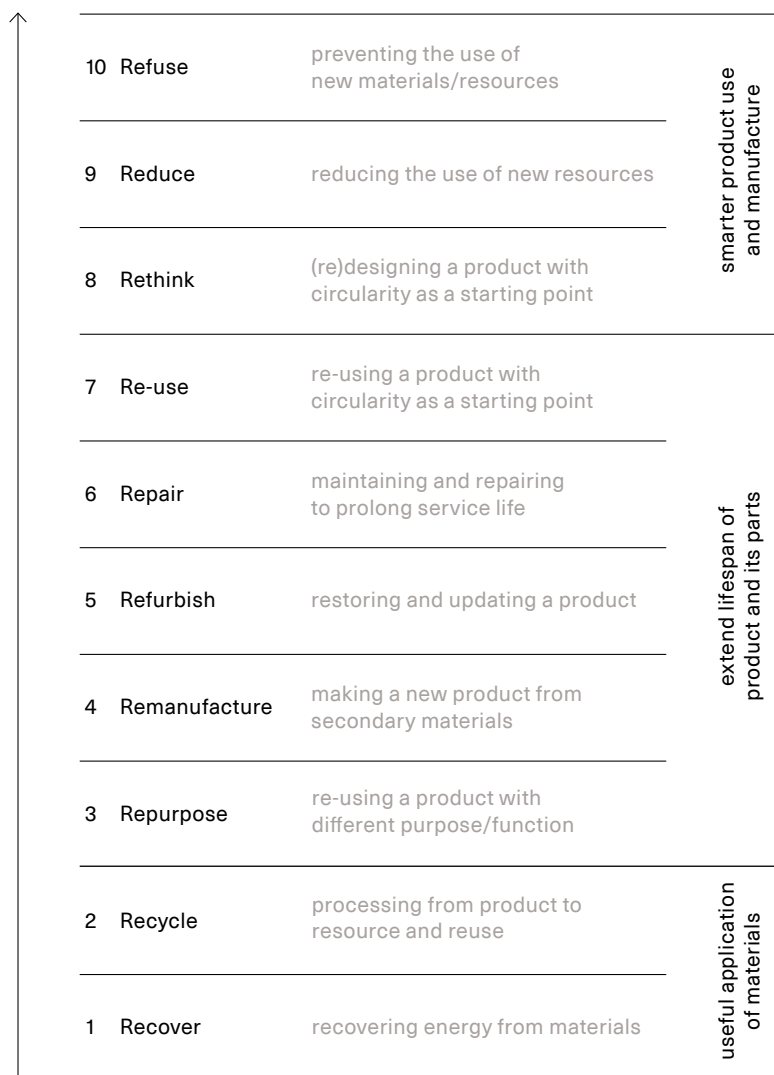 10 Refuse
preventing the use of
new materials/resources
9 Reduce
reducing the use of new resources
8 Rethink
(re)designing a product with
circularity as a starting point
smarter product use
and manufacture
7 Re-use
re-using a product with
circularity as a starting point
6 Repair
maintaining and repairing
to prolong service life
5 Refurbish
restoring and updating a product
4 Remanufacture
making a new product from
secondary materials
3 Repurpose
re-using a product with
different purpose/function
extend lifespan of
product and its parts
2 Recycle
processing from product to
resource and reuse
1 Recover
recovering energy from materials
useful application
of materials